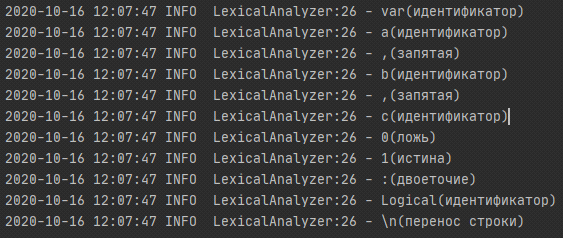 2020-10-16 12:07:47 INFO  LexicalAnalyzer:26 - var(идентификатор)
2020-10-16 12:07:47 INFO  LexicalAnalyzer:26 - a(идентификатор)
2020-10-16 12:07:47 INFO  LexicalAnalyzer:26 - ,(запятая)
2020-10-16 12:07:47 INFO  LexicalAnalyzer:26 - b(идентификатор)
2020-10-16 12:07:47 INFO  LexicalAnalyzer:26 - ,(запятая)
2020-10-16 12:07:47 INFO  LexicalAnalyzer:26 - c(идентификатор)
2020-10-16 12:07:47 INFO  LexicalAnalyzer:26 - 0(ложь)
2020-10-16 12:07:47 INFO  LexicalAnalyzer:26 - 1(истина)
2020-10-16 12:07:47 INFO  LexicalAnalyzer:26 - :(двоеточие)
2020-10-16 12:07:47 INFO  LexicalAnalyzer:26 - Logical(идентификатор)
2020-10-16 12:07:47 INFO  LexicalAnalyzer:26 - \n(перенос строки)